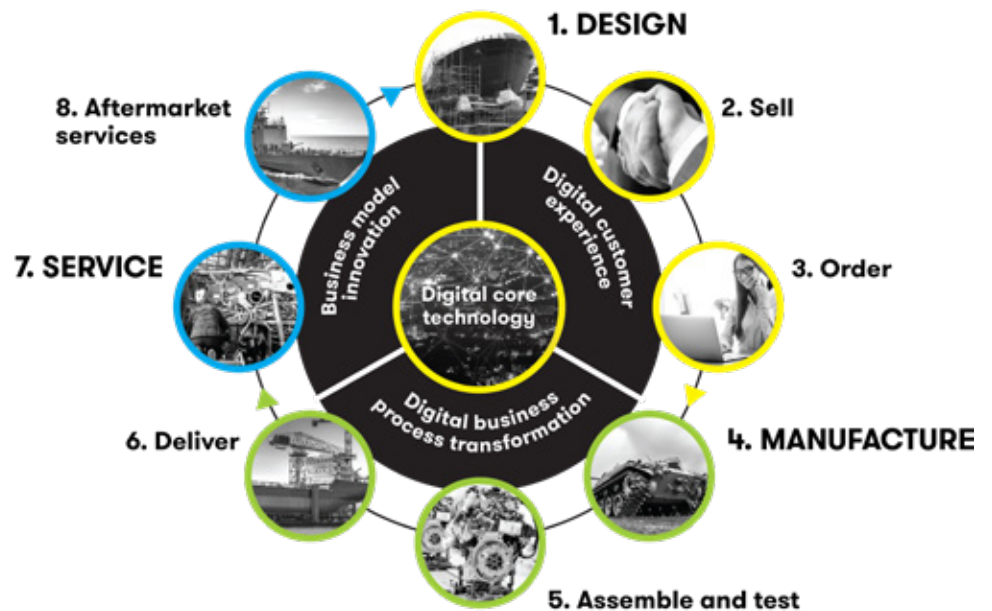 1. DESIGN
2. Sell
3. Order
4. MANUFACTURE
5. Assemble and test
6. Deliver
7. SERVICE
8. Aftermarket
services
Business model
innovation
Digital customer
experience
Digital business
process transformation
Digital core
technology